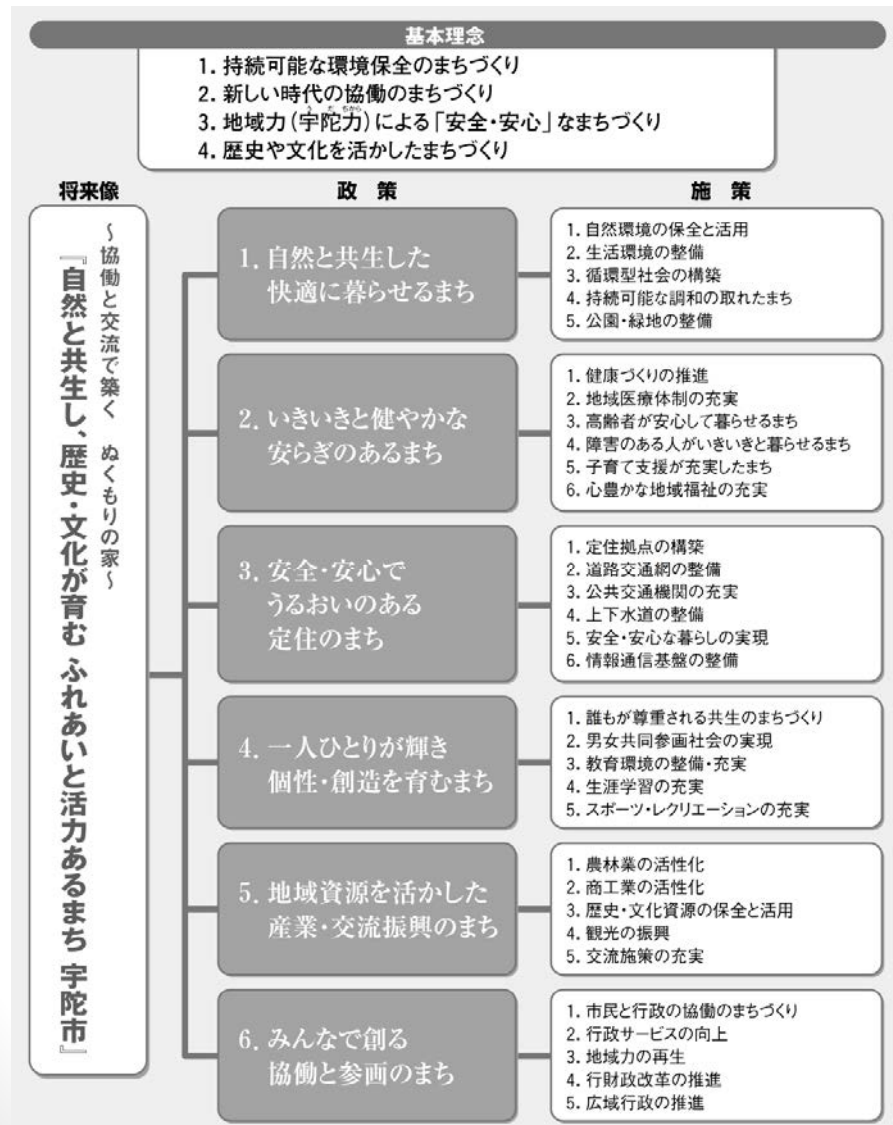 基本理念
1. 持続可能な環境保全のまちづくり
2. 新しい時代の協働のまちづくり
3. 地域力(宇陀力)による「安全・安心」なまちづくり
4. 歴史や文化を活かしたまちづくり
将来像
政 策
施 策
〜協働と交流で築く ぬくもりの家〜
『自然と共生し、歴史・文化が育む ふれあいと活力あるまち 宇陀市』
1. 自然と共生した
快適に暮らせるまち
1. 自然環境の保全と活用
2. 生活環境の整備
3. 循環型社会の構築
4. 持続可能な調和の取れたまち
5. 公園・緑地の整備
2. いきいきと健やかな
安らぎのあるまち
1. 健康づくりの推進
2. 地域医療体制の充実
3. 高齢者が安心して暮らせるまち
4. 障害のある人がいきいきと暮らせるまち
5. 子育て支援が充実したまち
6. 心豊かな地域福祉の充実
3. 安全・安心で
うるおいのある
定住のまち
1. 定住拠点の構築
2. 道路交通網の整備
3. 公共交通機関の充実
4. 上下水道の整備
5. 安全・安心な暮らしの実現
6. 情報通信基盤の整備
4. 一人ひとりが輝き
個性・創造を育むまち
1. 誰もが尊重される共生のまちづくり
2. 男女共同参画社会の実現
3. 教育環境の整備・充実
4. 生涯学習の充実
5. スポーツ・レクリエーションの充実
5. 地域資源を活かした
産業・交流振興のまち
1. 農林業の活性化
2. 商工業の活性化
3. 歴史・文化資源の保全と活用
4. 観光の振興
5. 交流施策の充実
6. みんなで創る
協働と参画のまち
1. 市民と行政の協働のまちづくり
2. 行政サービスの向上
3. 地域力の再生
4. 行財政改革の推進
5. 広域行政の推進